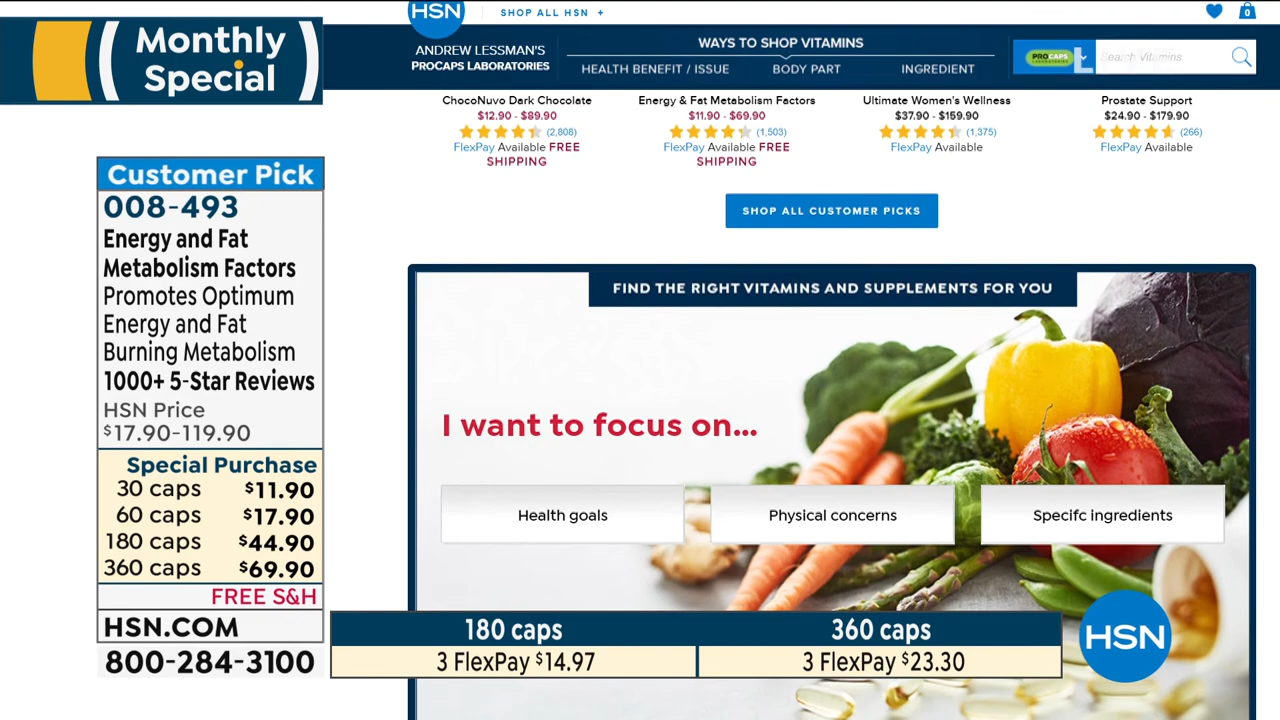 Monthly
Special
Customer Pick
008-493
Energy and Fat
Metabolism Factors
Promotes Optimum
Energy and Fat
Burning Metabolism
1000+ 5-Star Reviews
HSN Price
$17.90-119.90
Special Purchase
30 caps $11.90
60 caps $17.90
180 caps $44.90
360 caps $69.90
FREE S&H
HSN.COM
800-284-3100
HSN
SHOP ALL HSN +
0
ANDREW LESSMAN'S
PROCAPS LABORATORIES
WAYS TO SHOP VITAMINS
HEALTH BENEFIT / ISSUE BODY PART INGREDIENT
PROCAPS
LABORATORIES
L
Search Vitamins
ChocoNuvo Dark Chocolate
$12.90 - $89.90
(2,808)
FlexPay Available FREE
SHIPPING
Energy & Fat Metabolism Factors
$11.90 - $69.90
(1,503)
FlexPay Available FREE
SHIPPING
Ultimate Women's Wellness
$37.90 - $159.90
(1,375)
FlexPay Available
Prostate Support
$24.90 - $179.90
(266)
FlexPay Available
SHOP ALL CUSTOMER PICKS
FIND THE RIGHT VITAMINS AND SUPPLEMENTS FOR YOU
I want to focus on...
Health goals
Physical concerns
Specifc ingredients
180 caps 360 caps
3 FlexPay $14.97 3 FlexPay $23.30
HSN